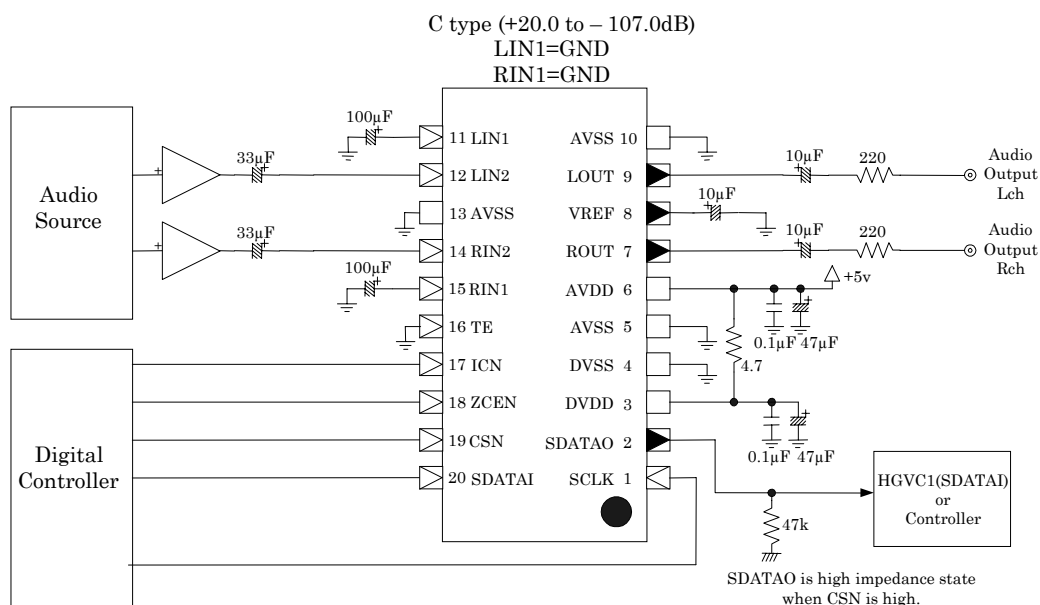 C type (+20.0 to – 107.0dB)
LIN1=GND
RIN1=GND
Audio
Source
Digital
Controller
33µF
33µF
100µF
100µF
+
+
+
+
+
+
11 LIN1
12 LIN2
13 AVSS
14 RIN2
15 RIN1
16 TE
17 ICN
18 ZCEN
19 CSN
20 SDATAI
AVSS 10
LOUT 9
VREF 8
ROUT 7
AVDD 6
AVSS 5
DVSS 4
DVDD 3
SDATAO 2
SCLK 1
10µF
+
220
Audio
Output
Lch
10µF
+
10µF
+
220
Audio
Output
Rch
+5v
+
0.1µF 47µF
4.7
+
0.1µF 47µF
HGVC1(SDATAI)
or
Controller
47k
SDATAO is high impedance state
when CSN is high.